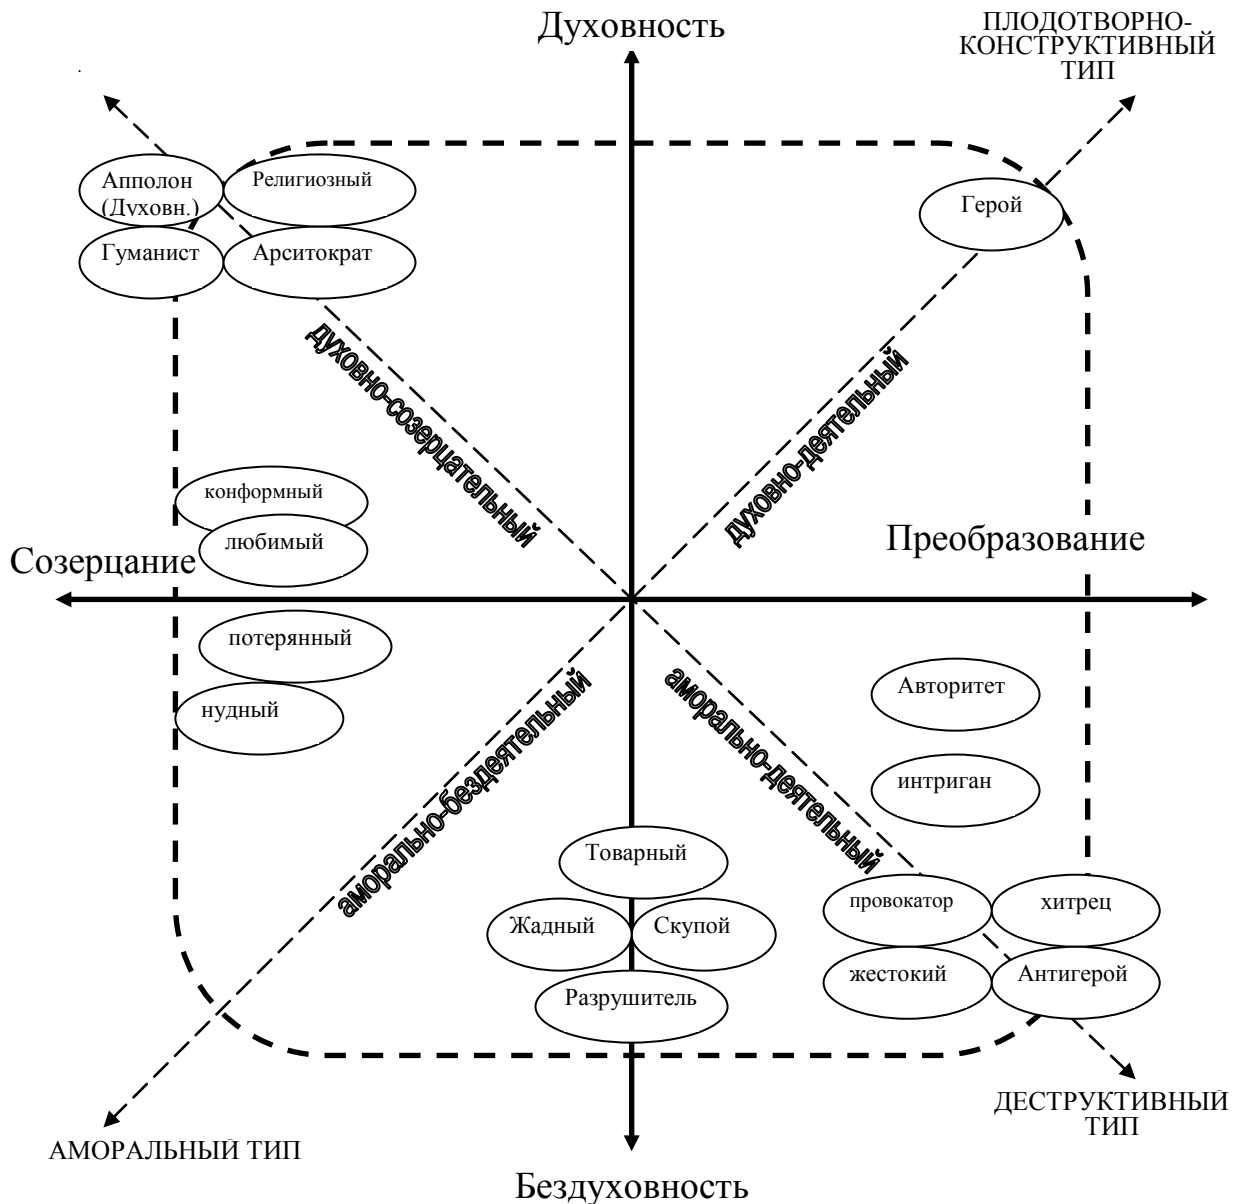 Духовность
ПЛОДОТВОРНО-
КОНСТРУКТИВНЫЙ
ТИП
.
Апполон
(Духовн.)
Религиозный
Герой
Гуманист
Арситократ
духовно-созерцательный
духовно-деятельный
конформный
любимый
Созерцание
Преобразование
потерянный
нудный
Авторитет
интриган
аморально-бездеятельный
аморально-деятельный
Товарный
Жадный
Скупой
Разрушитель
провокатор
хитрец
жестокий
Антигерой
АМОРАЛЬНЫЙ ТИП
ДЕСТРУКТИВНЫЙ
ТИП
Бездуховность